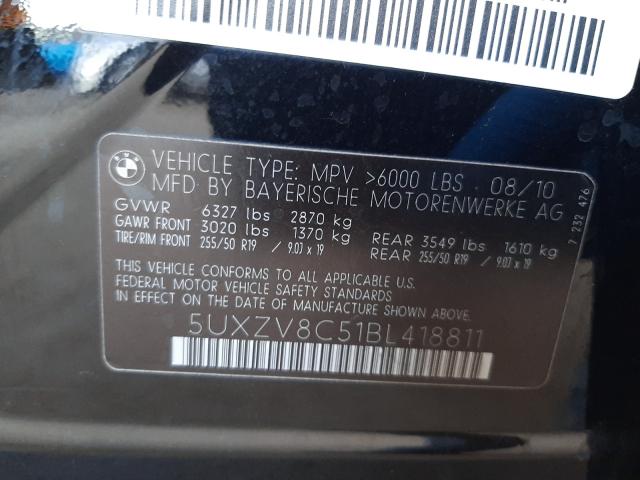 VEHICLE TYPE: MPV >6000 LBS. 08/10
MFD BY BAYERISCHE MOTORENWERKE AG
GVWR 6327 lbs 2870 kg
GAWR FRONT 3020 lbs 1370 kg REAR 3549 lbs 1610 kg
TIRE/RIM FRONT 255/50 R19 / 9.0J x 19 REAR 255/50 R19 / 9.0J x 19
THIS VEHICLE CONFORMS TO ALL APPLICABLE U.S.
FEDERAL MOTOR VEHICLE SAFETY STANDARDS IN
EFFECT ON THE DATE OF MANUFACTURE SHOWN ABOVE.
5UXZV8C51BL418811
7 232 476